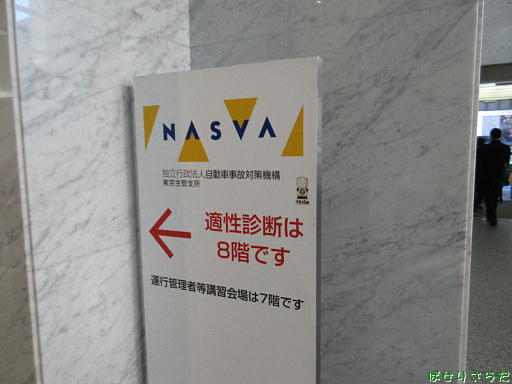 NASVA
独立行政法人自動車事故対策機構
東京主管支所
適性診断は
8階です
運行管理者等講習会場は7階です
ぱせりさらだ